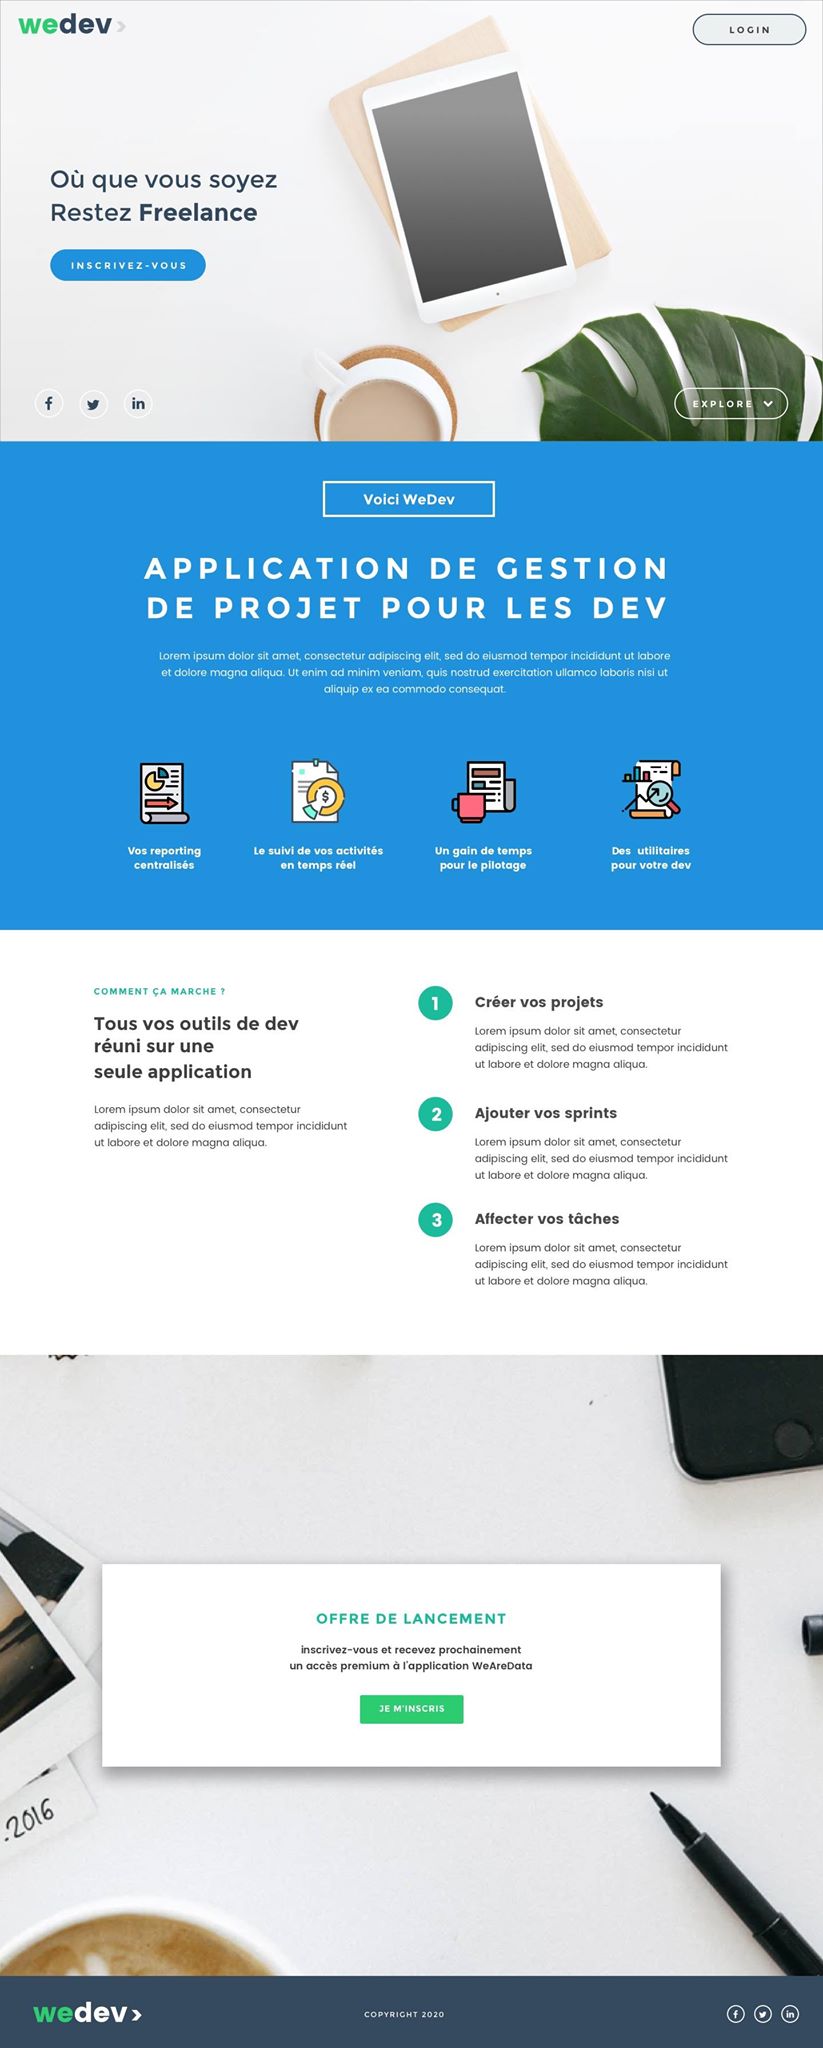 wedev
LOGIN
Où que vous soyez
Restez Freelance
INSCRIVEZ-VOUS
EXPLORE
Voici WeDev
APPLICATION DE GESTION
DE PROJET POUR LES DEV
Lorem ipsum dolor sit amet, consectetur adipiscing elit, sed do eiusmod tempor incididunt ut labore
et dolore magna aliqua. Ut enim ad minim veniam, quis nostrud exercitation ullamco laboris nisi ut
aliquip ex ea commodo consequat.
Vos reporting
centralisés
Le suivi de vos activités
en temps réel
Un gain de temps
pour le pilotage
Des utilitaires
pour votre dev
COMMENT ÇA MARCHE ?
Tous vos outils de dev
réuni sur une
seule application
Lorem ipsum dolor sit amet, consectetur
adipiscing elit, sed do eiusmod tempor incididunt
ut labore et dolore magna aliqua.
1
Créer vos projets
Lorem ipsum dolor sit amet, consectetur
adipiscing elit, sed do eiusmod tempor incididunt
ut labore et dolore magna aliqua.
2
Ajouter vos sprints
Lorem ipsum dolor sit amet, consectetur
adipiscing elit, sed do eiusmod tempor incididunt
ut labore et dolore magna aliqua.
3
Affecter vos tâches
Lorem ipsum dolor sit amet, consectetur
adipiscing elit, sed do eiusmod tempor incididunt
ut labore et dolore magna aliqua.
OFFRE DE LANCEMENT
inscrivez-vous et recevez prochainement
un accès premium à l'application WeAreData
JE M'INSCRIS
.2016
wedev
COPYRIGHT 2020